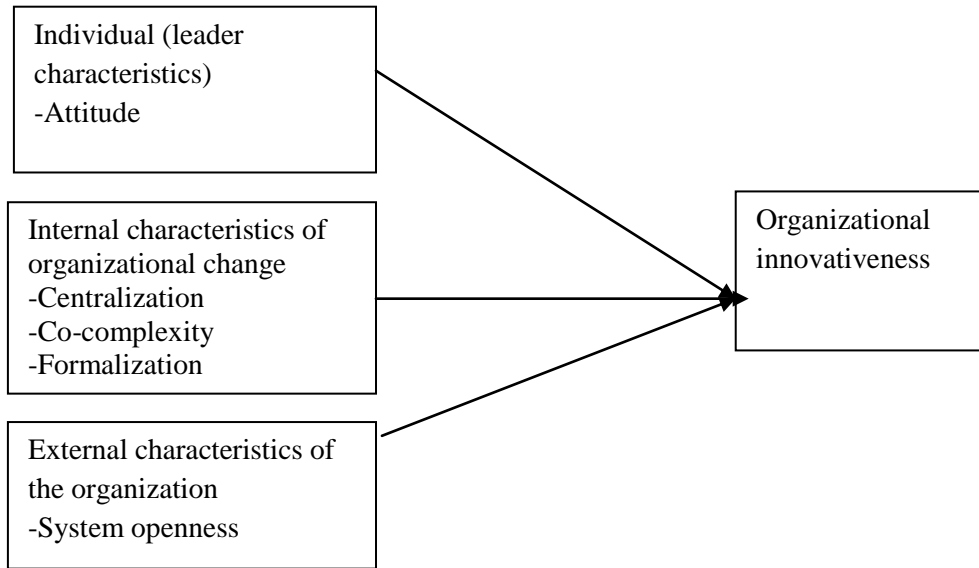 Individual (leader
characteristics)
-Attitude
Internal characteristics of
organizational change
-Centralization
-Co-complexity
-Formalization
External characteristics of
the organization
-System openness
Organizational
innovativeness